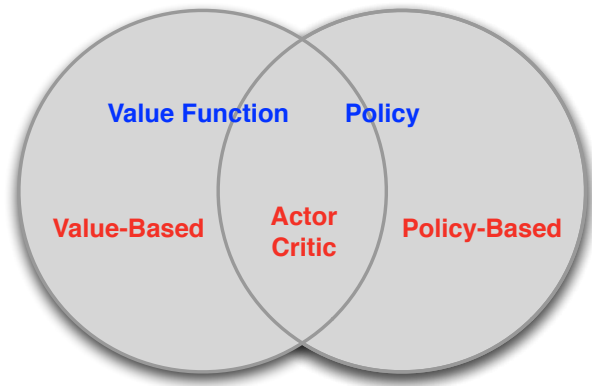 Value Function
Policy
Value-Based
Actor
Critic
Policy-Based